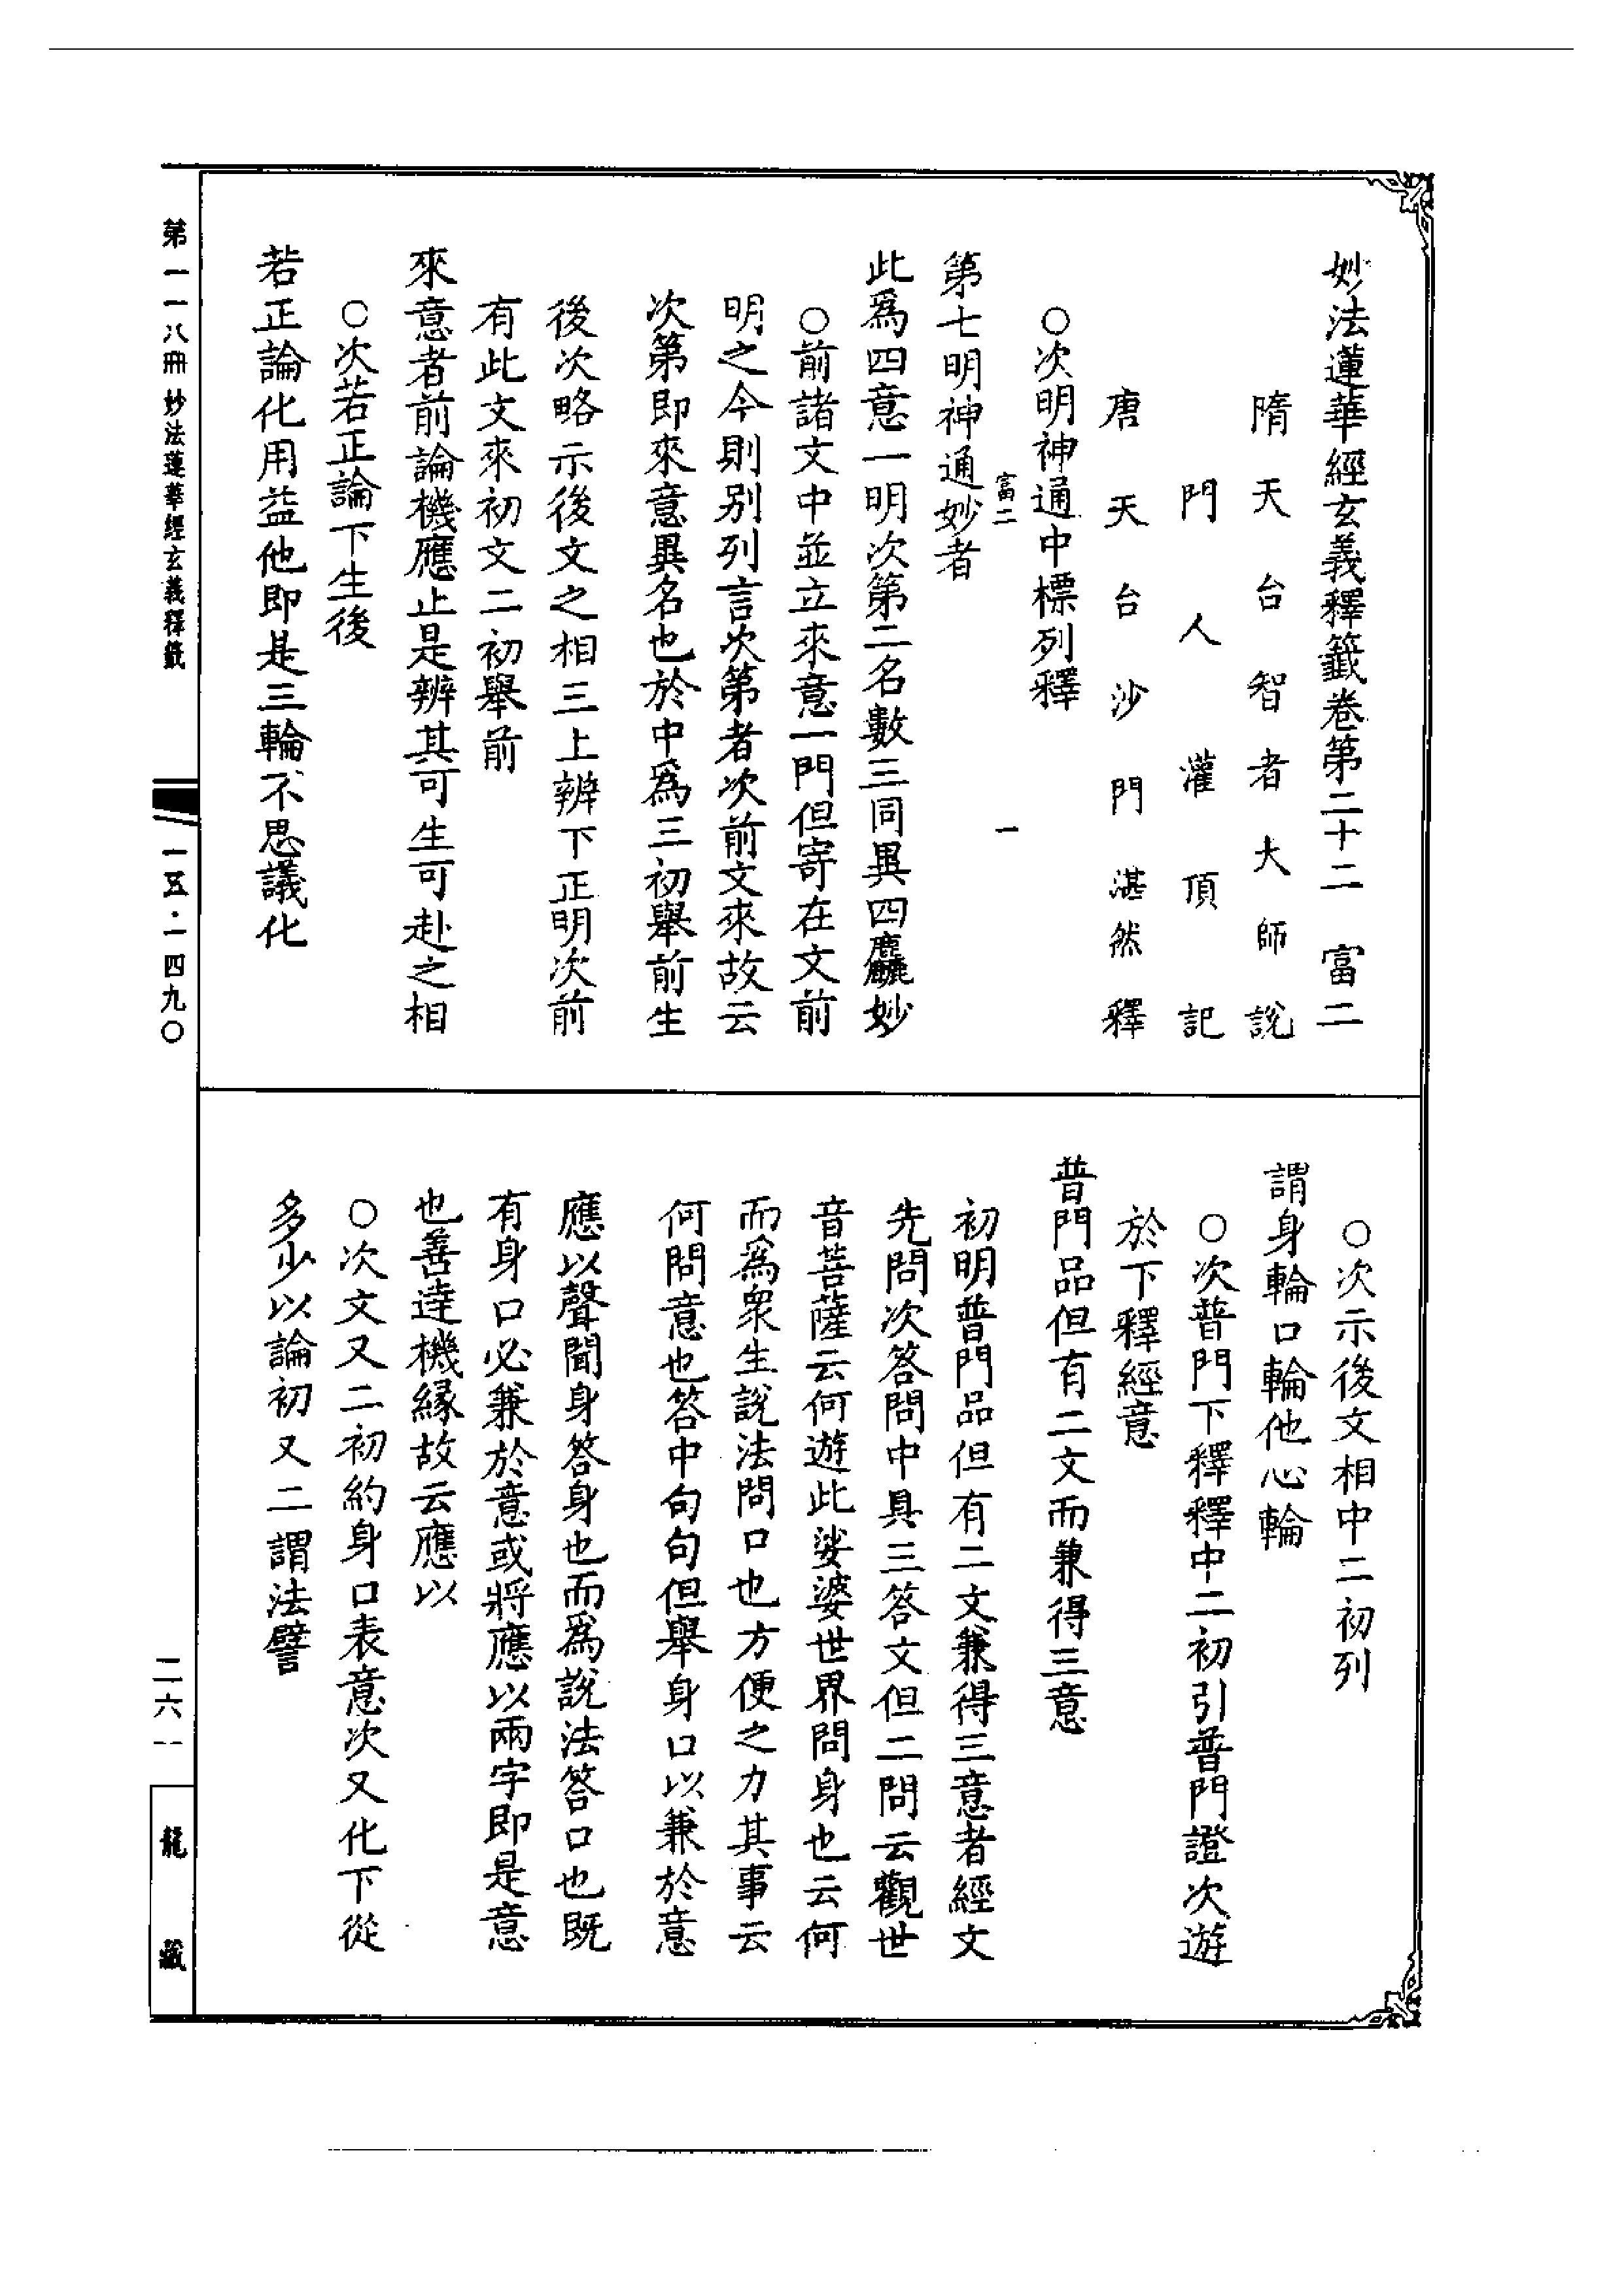 妙法蓮華經玄義釋籤卷第二十二　富二
隋天台智者大師說
門人灌頂記
唐天台沙門湛然釋
○次明神通中標列釋
富二　一
第七明神通妙者
此爲四意一明次第二名數三同異四麤妙
○前諸文中並立來意一門但寄在文前
明之今則別列言次第者次前文來故云
次第即來意異名也於中爲三初舉前生
後次略示後文之相三上辨下正明次前
有此文來初文二初舉前
來意者前論機應止是辨其可生可赴之相
○次若正論下生後
若正論化用益他即是三輪不思議化
○次示後文相中二初列
謂身輪口輪他心輪
○次普門下釋釋中二初引普門證次遊
於下釋經意
普門品但有二文而兼得三意
初明普門品但有二文兼得三意者經文
先問次答問中具三答文但二問云觀世
音菩薩云何遊此娑婆世界問身也云何
而爲衆生說法問口也方便之力其事云
何問意也答中句句但舉身口以兼於意
應以聲聞身答身也而爲說法答口也既
有身口必兼於意或將應以兩字即是意
也善達機緣故云應以
○次文又二初約身口表意次又化下從
多少以論初又二謂法譬
第一一八冊　妙法蓮華經玄義釋籤
一五·一四九〇
二六一
龍藏